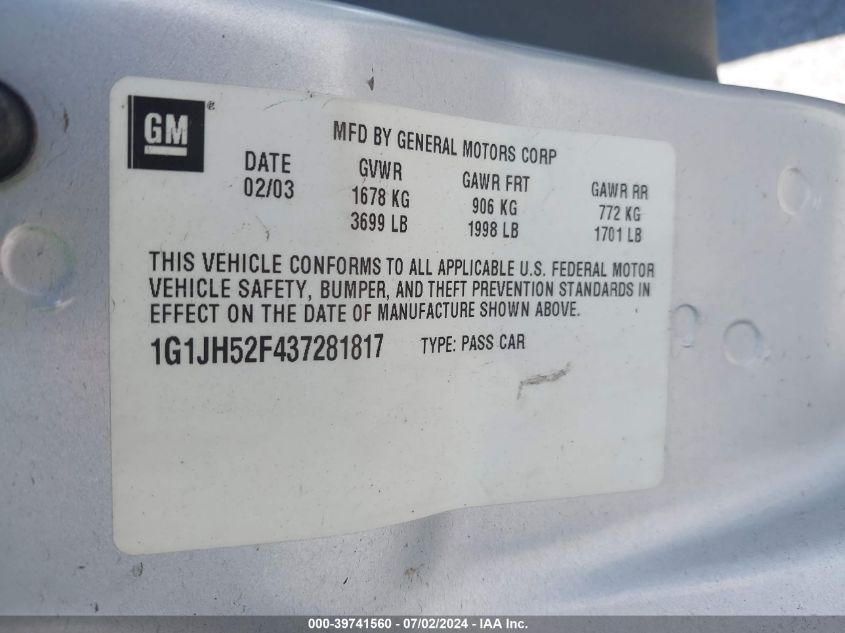 GM®
MFD BY GENERAL MOTORS CORP
DATE GVWR GAWR FRT GAWR RR
02/03 1678 KG 906 KG 772 KG
3699 LB 1998 LB 1701 LB
THIS VEHICLE CONFORMS TO ALL APPLICABLE U.S. FEDERAL MOTOR
VEHICLE SAFETY, BUMPER, AND THEFT PREVENTION STANDARDS IN
EFFECT ON THE DATE OF MANUFACTURE SHOWN ABOVE.
1G1JH52F437281817 TYPE: PASS CAR
000-39741560 - 07/02/2024 - IAA Inc.